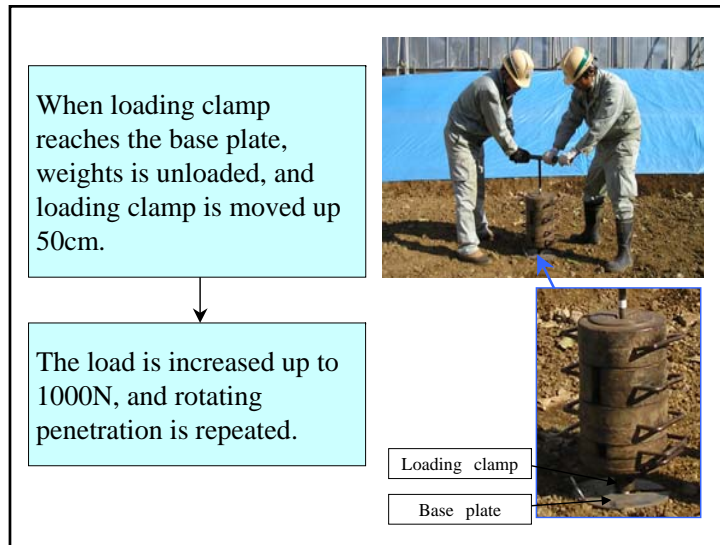 When loading clamp
reaches the base plate,
weights is unloaded, and
loading clamp is moved up
50cm.
The load is increased up to
1000N, and rotating
penetration is repeated.
Loading clamp
Base plate